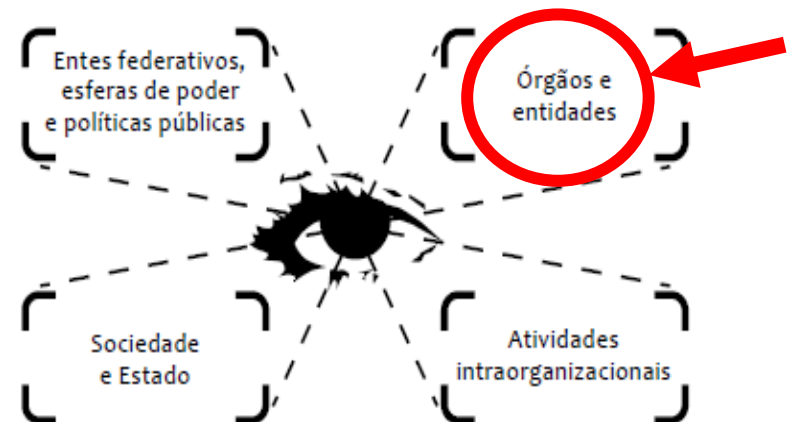 Entes federativos,
esferas de poder
e políticas públicas
Órgãos e
entidades
Sociedade
e Estado
Atividades
intraorganizacionais